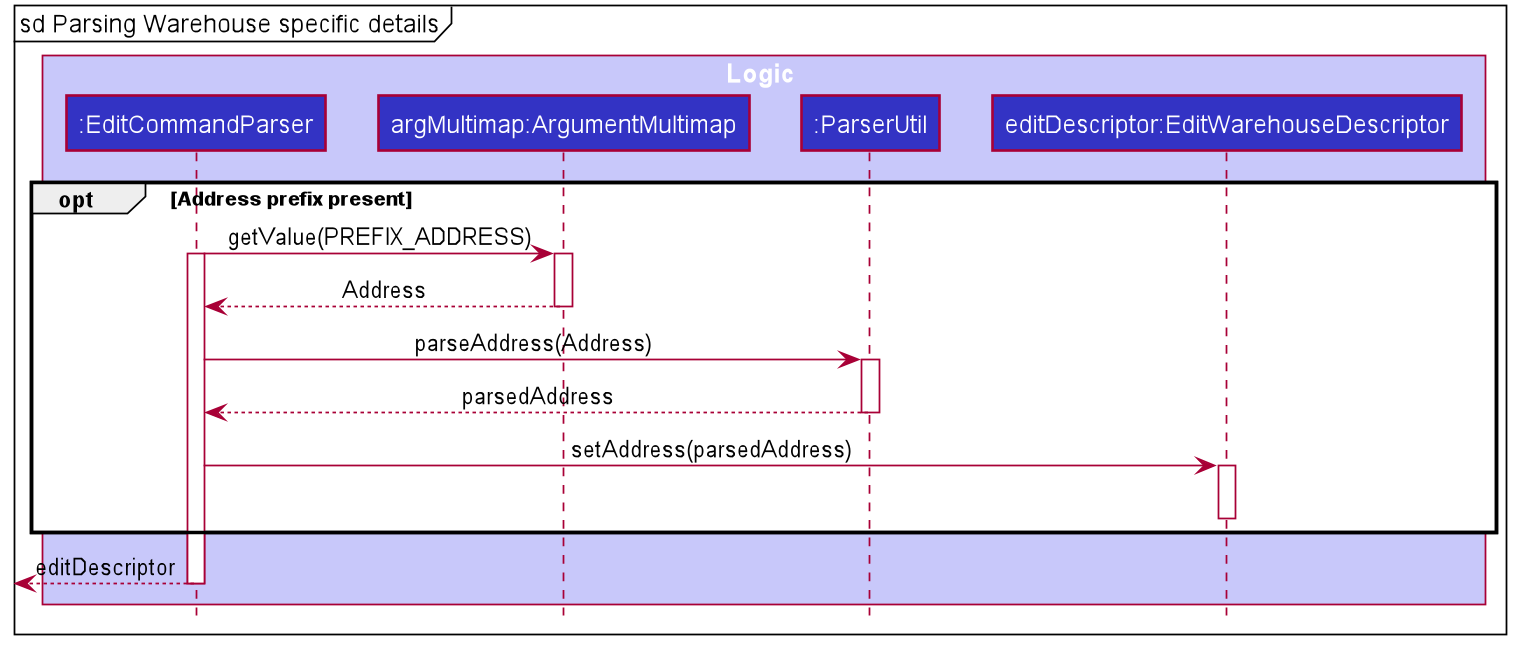 sd Parsing Warehouse specific details
Logic
:EditCommandParser
argMultimap:ArgumentMultimap
:ParserUtil
editDescriptor:EditWarehouseDescriptor
opt
[Address prefix present]
getValue(PREFIX_ADDRESS)
Address
parseAddress(Address)
parsedAddress
setAddress(parsedAddress)
editDescriptor